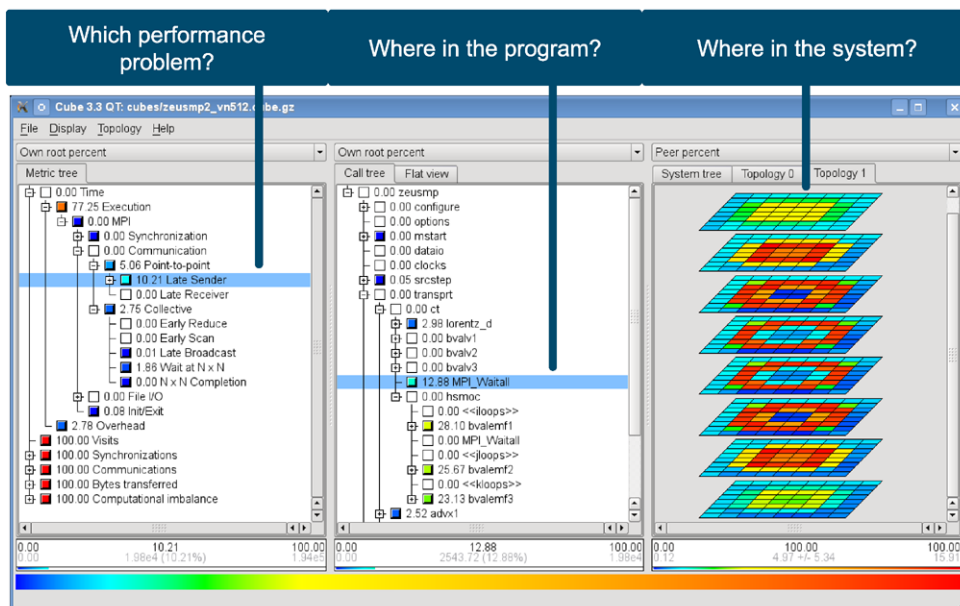 Which performance
problem?
Where in the program?
Where in the system?
Cube 3.3 QT: cubes/zeusmp2_vn512.cube.gz
File Display Topology Help
Own root percent
Own root percent
Peer percent
Metric tree
Call tree Flat view
System tree Topology 0 Topology 1
0.00 Time
77.25 Execution
0.00 MPI
0.00 Synchronization
0.00 Communication
5.06 Point-to-point
10.21 Late Sender
0.00 Late Receiver
2.75 Collective
0.00 Early Reduce
0.00 Early Scan
0.01 Late Broadcast
1.86 Wait at N x N
0.00 N x N Completion
0.00 File I/O
0.08 Init/Exit
2.78 Overhead
100.00 Visits
100.00 Synchronizations
100.00 Communications
100.00 Bytes transferred
100.00 Computational imbalance
0.00 zeusmp
0.00 configure
0.00 options
0.00 mstart
0.00 dataio
0.00 clocks
0.05 srcstep
0.00 transprt
0.00 ct
2.98 lorentz_d
0.00 bvalv1
0.00 bvalv2
0.00 bvalv3
12.88 MPI_Waitall
0.00 hsmoc
0.00 <<iloops>>
28.10 bvalemf1
0.00 MPI_Waitall
0.00 <<jloops>>
25.67 bvalemf2
0.00 <<kloops>>
23.13 bvalemf3
2.52 advx1
0.00 10.21 100.00
0.00 1.98e4 (10.21%) 1.94e5
0.00 12.88 100.00
0.00 2543.72 (12.88%) 1.98e4
0.00 100.00 100.00
0.12 4.97 +/- 5.34 15.91